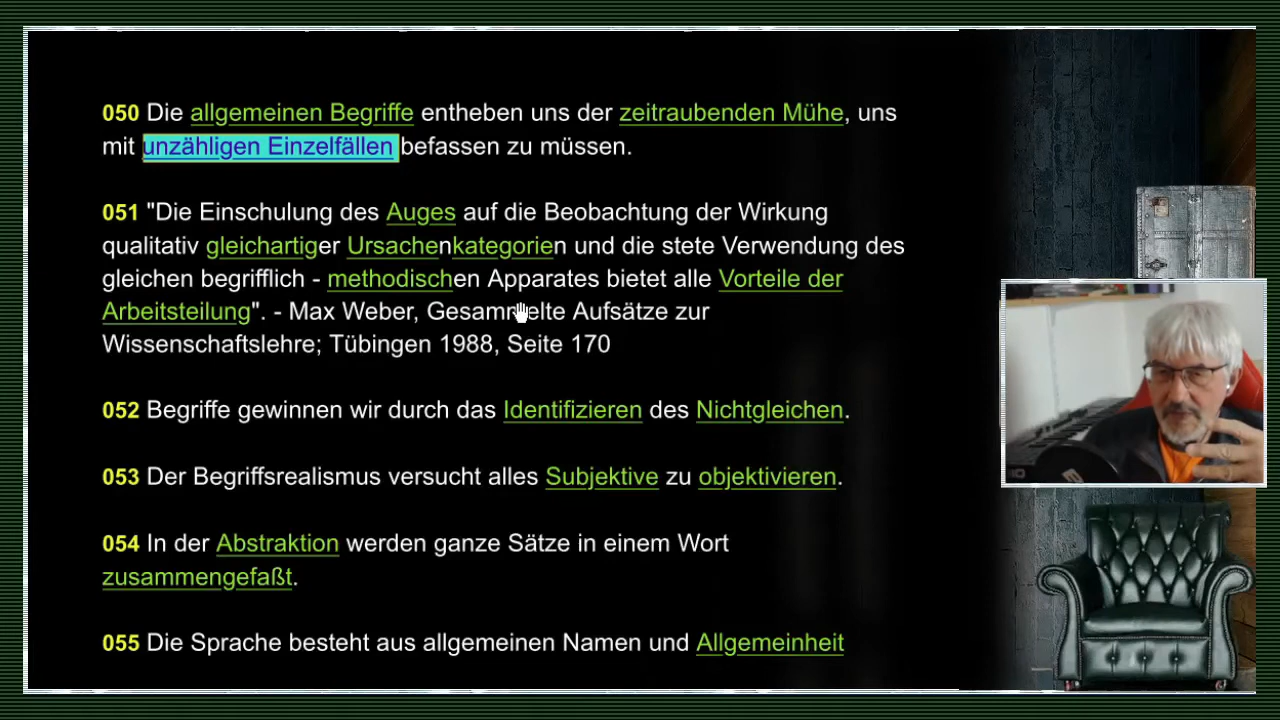 050 Die allgemeinen Begriffe entheben uns der zeitraubenden Mühe, uns
mit unzähligen Einzelfällen befassen zu müssen.
051 "Die Einschulung des Auges auf die Beobachtung der Wirkung
qualitativ gleichartiger Ursachenkategorien und die stete Verwendung des
gleichen begrifflich - methodischen Apparates bietet alle Vorteile der
Arbeitsteilung". - Max Weber, Gesammelte Aufsätze zur
Wissenschaftslehre; Tübingen 1988, Seite 170
052 Begriffe gewinnen wir durch das Identifizieren des Nichtgleichen.
053 Der Begriffsrealismus versucht alles Subjektive zu objektivieren.
054 In der Abstraktion werden ganze Sätze in einem Wort
zusammengefaßt.
055 Die Sprache besteht aus allgemeinen Namen und Allgemeinheit